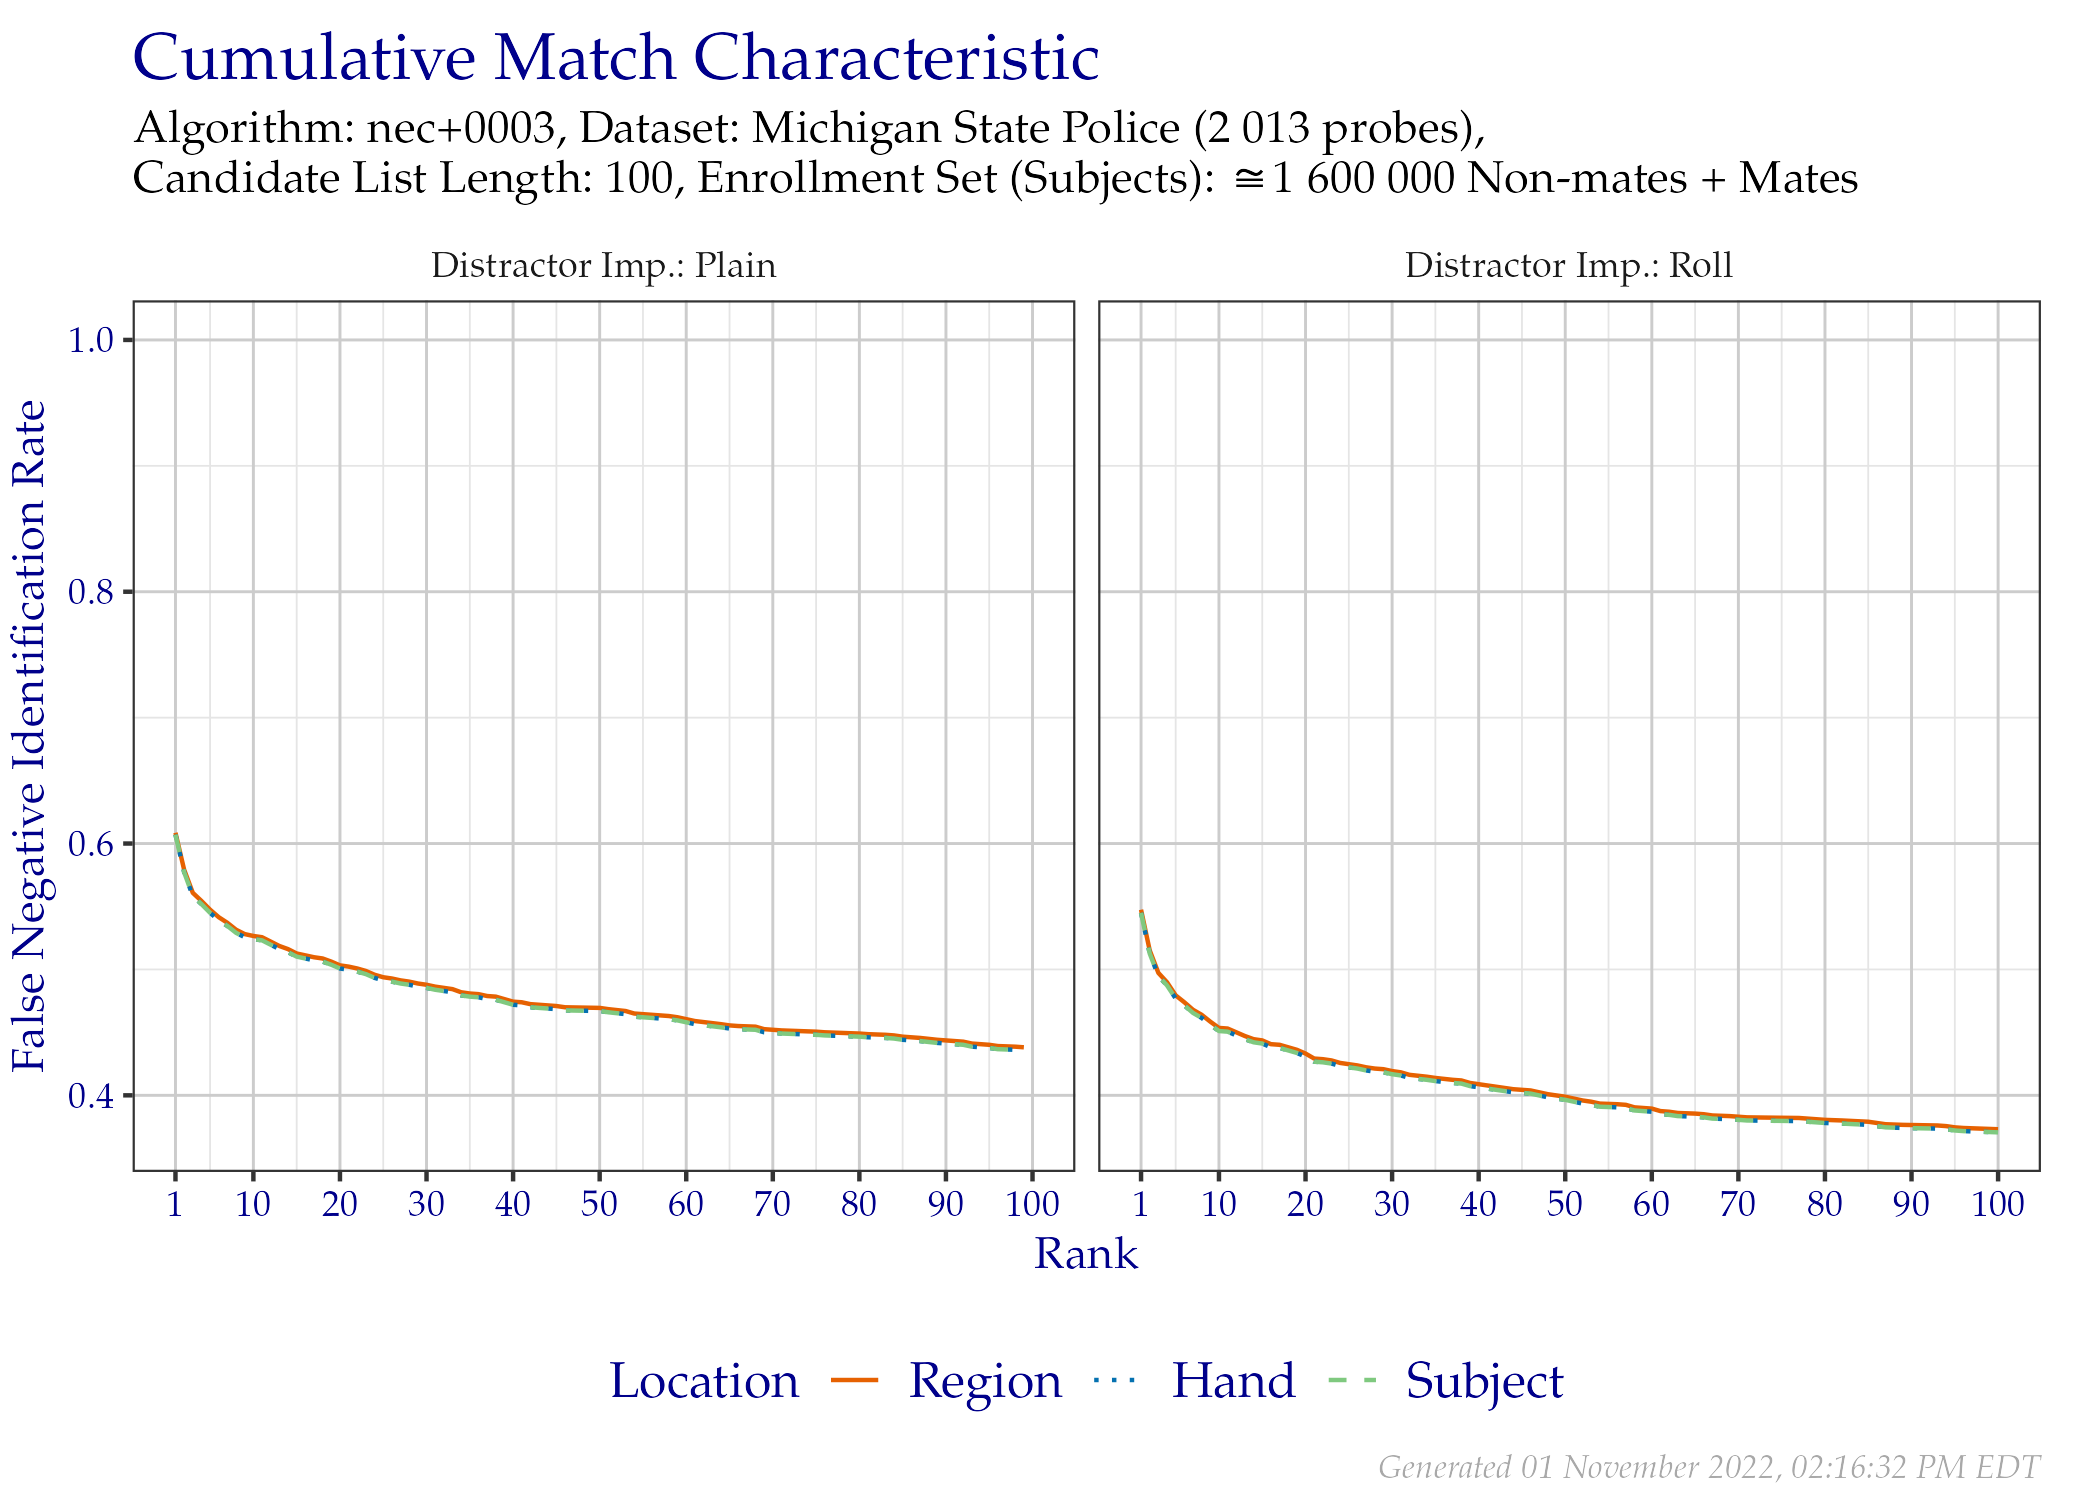 Cumulative Match Characteristic
Algorithm: nec+0003, Dataset: Michigan State Police (2 013 probes),
Candidate List Length: 100, Enrollment Set (Subjects): ≅1 600 000 Non-mates + Mates
Distractor Imp.: Plain
Distractor Imp.: Roll
False Negative Identification Rate
1.0
0.8
0.6
0.4
1 10 20 30 40 50 60 70 80 90 100
1 10 20 30 40 50 60 70 80 90 100
Rank
Location Region Hand Subject
Generated 01 November 2022, 02:16:32 PM EDT